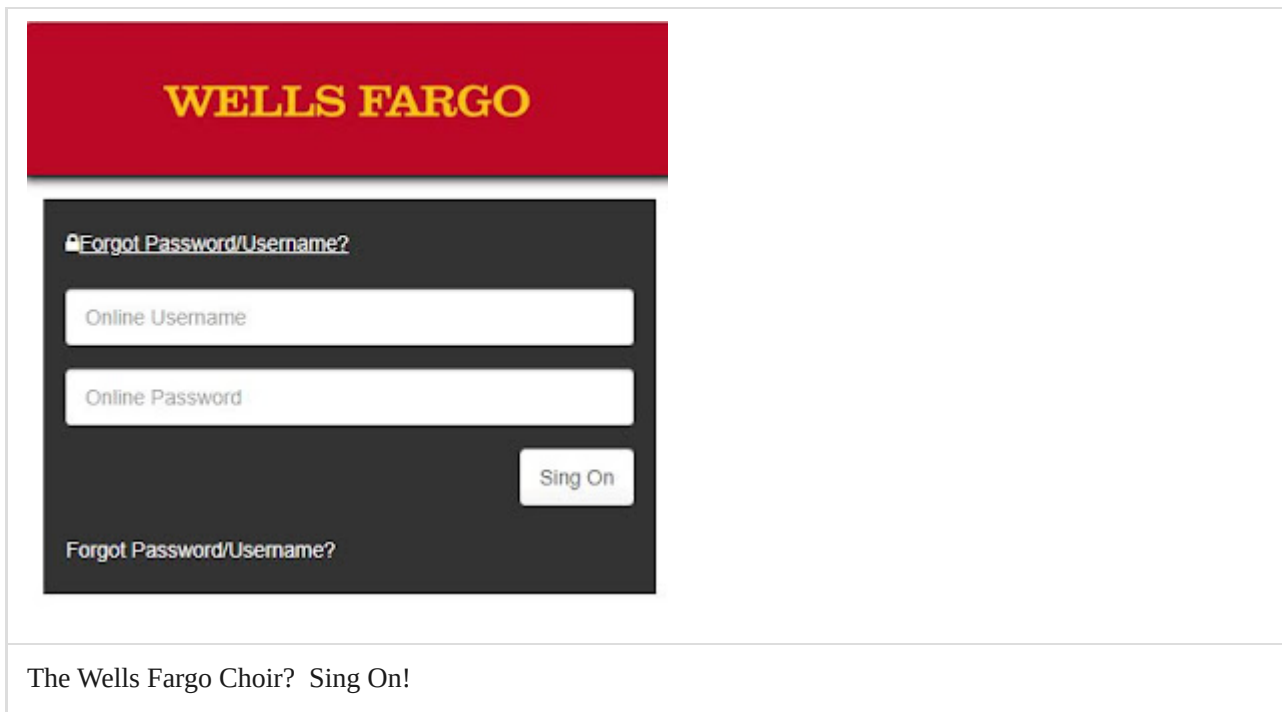 WELLS FARGO
Forgot Password/Username?
Online Username
Online Password
Sing On
Forgot Password/Username?
The Wells Fargo Choir?  Sing On!